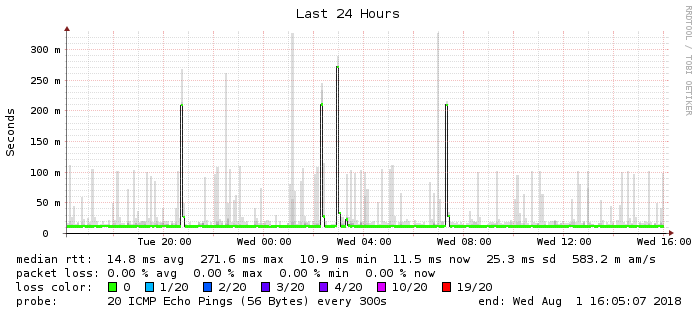 Last 24 Hours
RRDTOOL / TOBI OETIKER
Seconds
300 m
250 m
200 m
150 m
100 m
50 m
0
Tue 20:00 Wed 00:00 Wed 04:00 Wed 08:00 Wed 12:00 Wed 16:00
median rtt: 14.8 ms avg 271.6 ms max 10.9 ms min 11.5 ms now 25.3 ms sd 583.2 m am/s
packet loss: 0.00 % avg 0.00 % max 0.00 % min 0.00 % now
loss color: 0 1/20 2/20 3/20 4/20 10/20 19/20
probe: 20 ICMP Echo Pings (56 Bytes) every 300s end: Wed Aug 1 16:05:07 2018